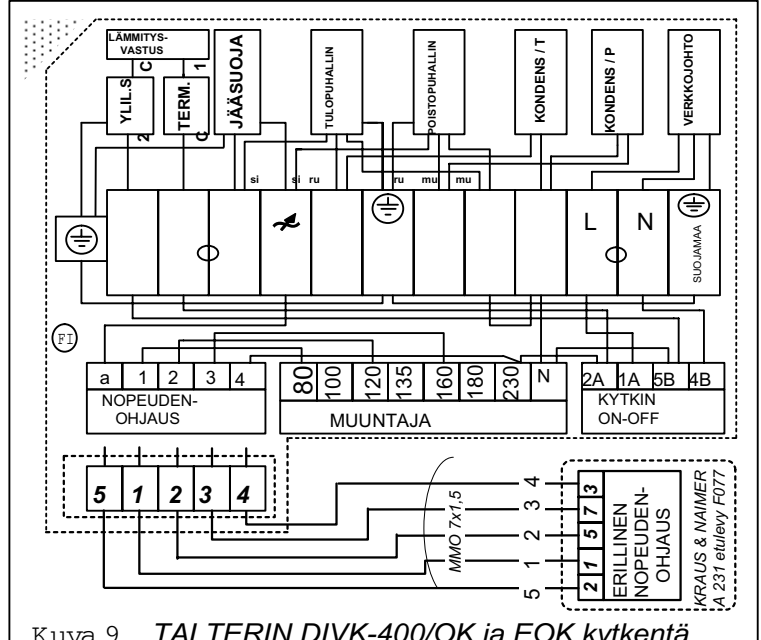 LÄMMITYS-
VASTUS
C 1
YLIL.S
2
TERM.
C
JÄÄSUOJA
TULOPUHALLIN
POISTOPUHALLIN
KONDENS / T
KONDENS / P
VERKKOJOHTO
si si ru ru mu mu
L N
SUOJAMAA
FI
a 1 2 3 4
NOPEUDEN-
OHJAUS
80 100 120 135 160 180 230 N
MUUNTAJA
2A 1A 5B 4B
KYTKIN
ON-OFF
5 1 2 3 4
MMO 7x1,5
4
3
2
1
5
3
7
5
1
2
ERILLINEN
NOPEUDEN-
OHJAUS
KRAUS & NAIMER
A 231 etulevy F077
Kuva 9 TALTERIN DIVK-400/OK ja EOK kytkentä